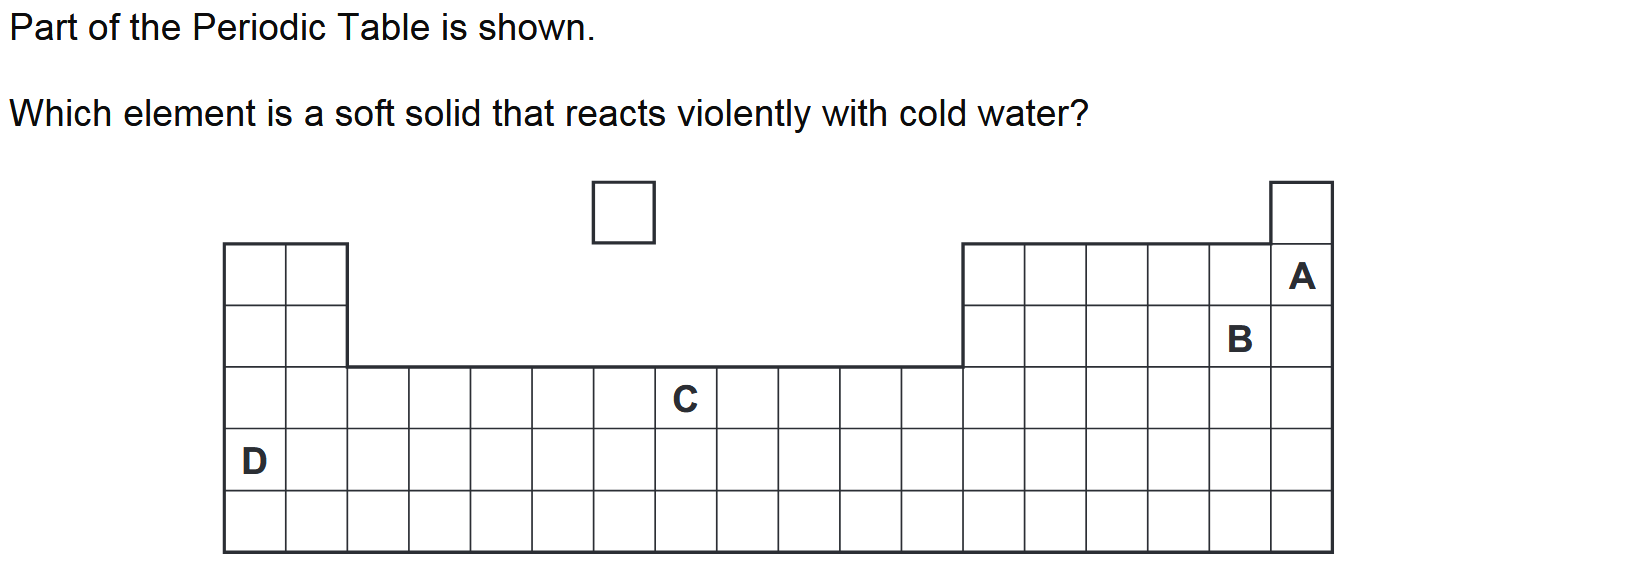 Part of the Periodic Table is shown.
Which element is a soft solid that reacts violently with cold water?
A
B
C
D